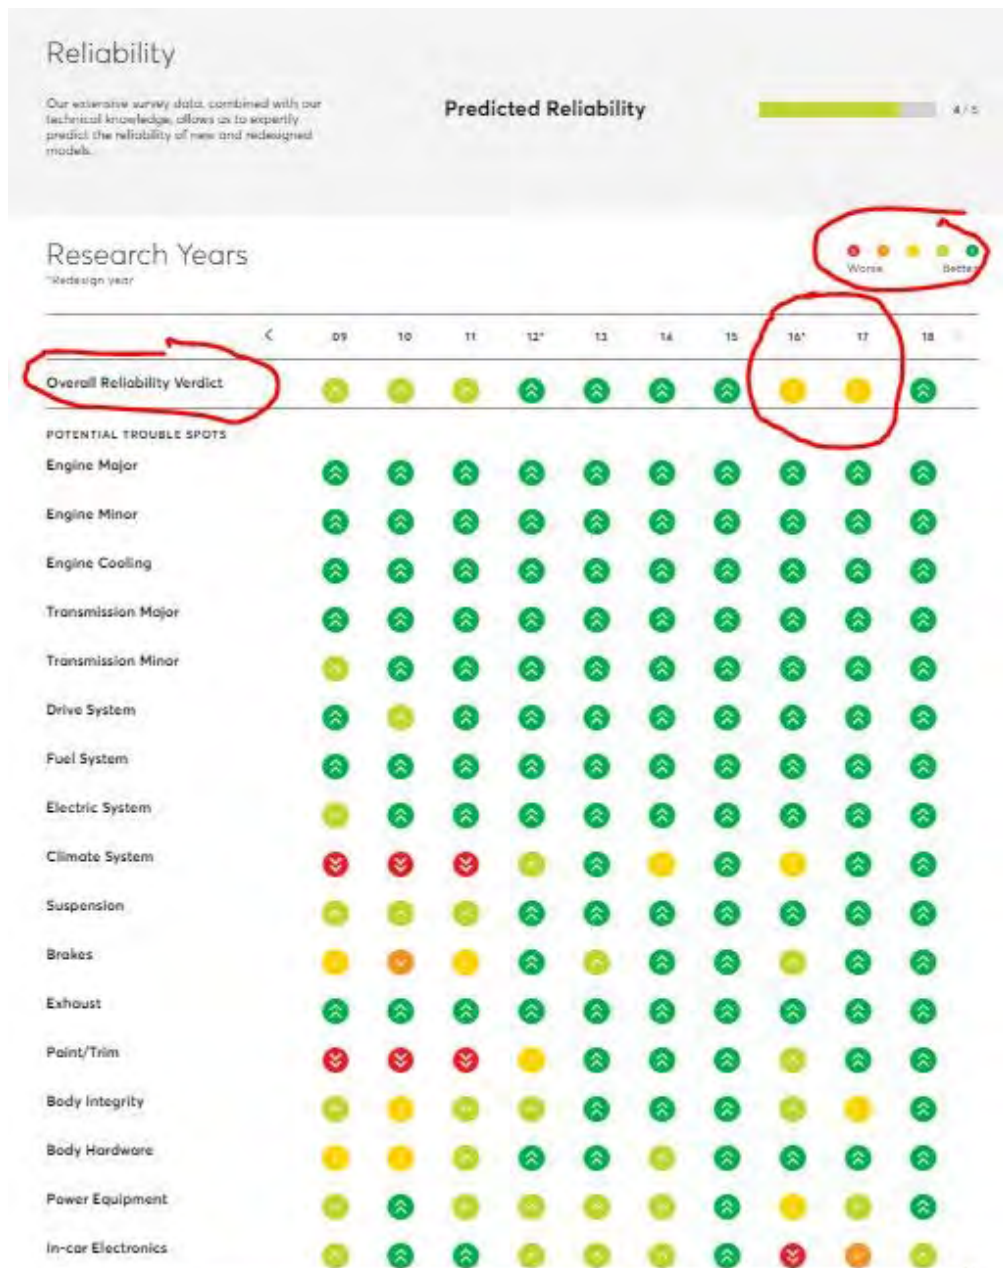 Reliability
Our extensive survey data, combined with our
technical knowledge, allows us to expertly
predict the reliability of new and redesigned
models.
Predicted Reliability
4 / 5
Research Years
*Redesign year
Worse
Better
09 10 11 12* 13 14 15 16* 17 18
Overall Reliability Verdict
POTENTIAL TROUBLE SPOTS
Engine Major
Engine Minor
Engine Cooling
Transmission Major
Transmission Minor
Drive System
Fuel System
Electric System
Climate System
Suspension
Brakes
Exhaust
Paint/Trim
Body Integrity
Body Hardware
Power Equipment
In-car Electronics